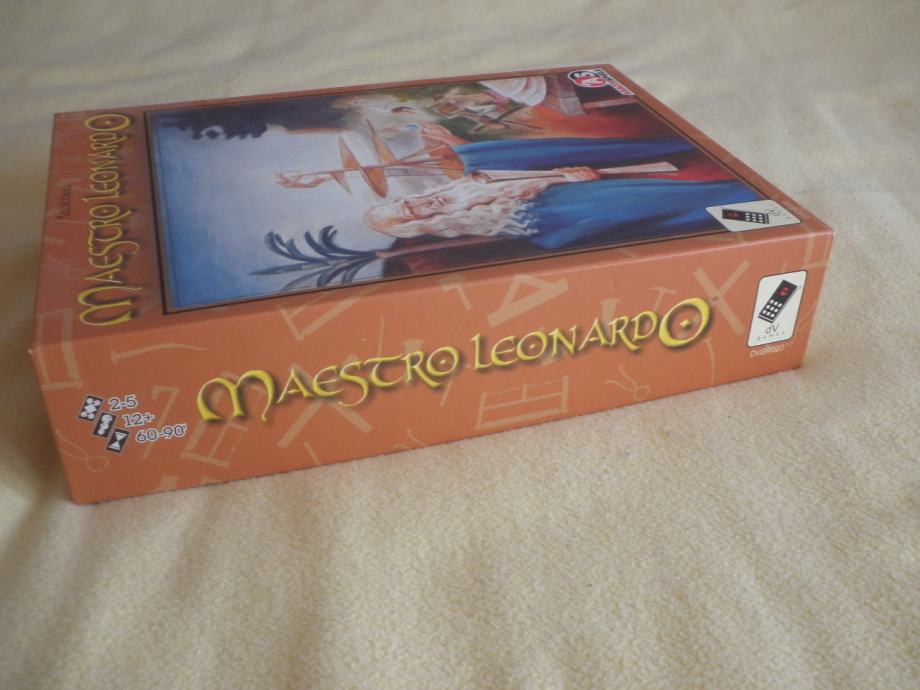 MAESTRO LEONARDO
MAESTRO LEONARDO
2-5
12+
60-90'
dV
games